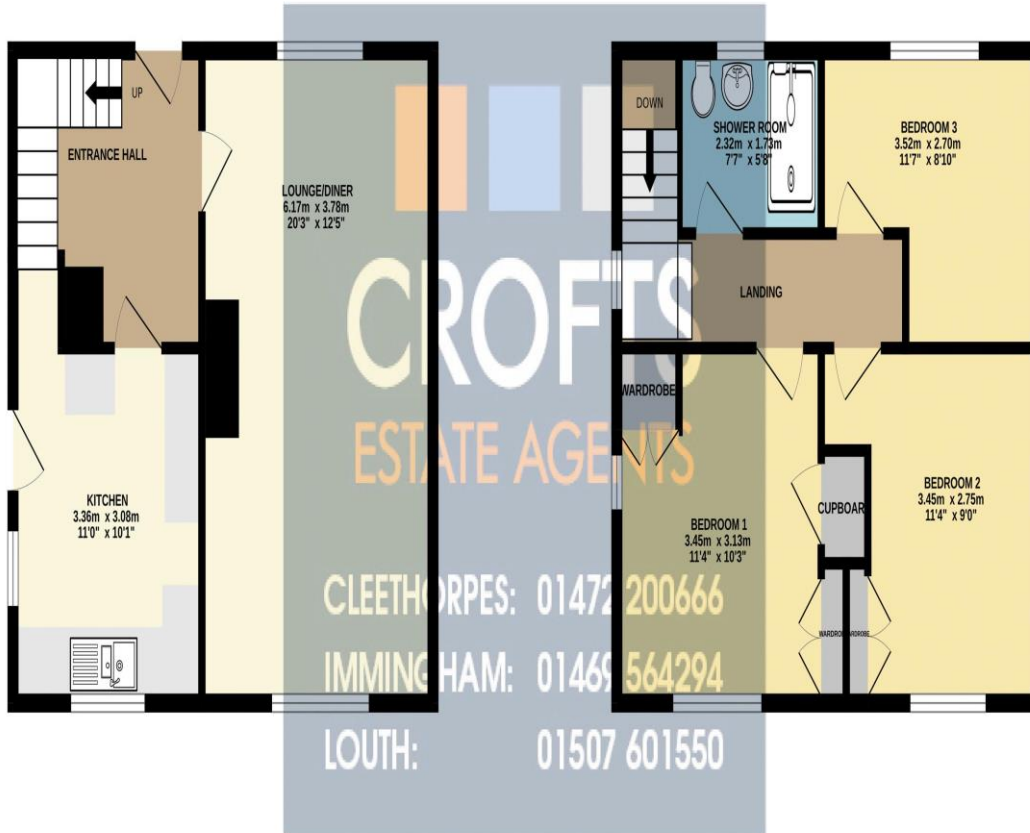 UP
ENTRANCE HALL
LOUNGE/DINER
6.17m x 3.78m
20'3" x 12'5"
KITCHEN
3.36m x 3.08m
11'0" x 10'1"
DOWN
SHOWER ROOM
2.32m x 1.73m
7'7" x 5'8"
BEDROOM 3
3.52m x 2.70m
11'7" x 8'10"
LANDING
WARDROBE
BEDROOM 1
3.45m x 3.13m
11'4" x 10'3"
CUPBOAR
BEDROOM 2
3.45m x 2.75m
11'4" x 9'0"
WARDROB
ARDROBE
CROFTS
ESTATE AGENTS
CLEETHORPES: 01472 200666
IMMINGHAM: 01469 564294
LOUTH: 01507 601550